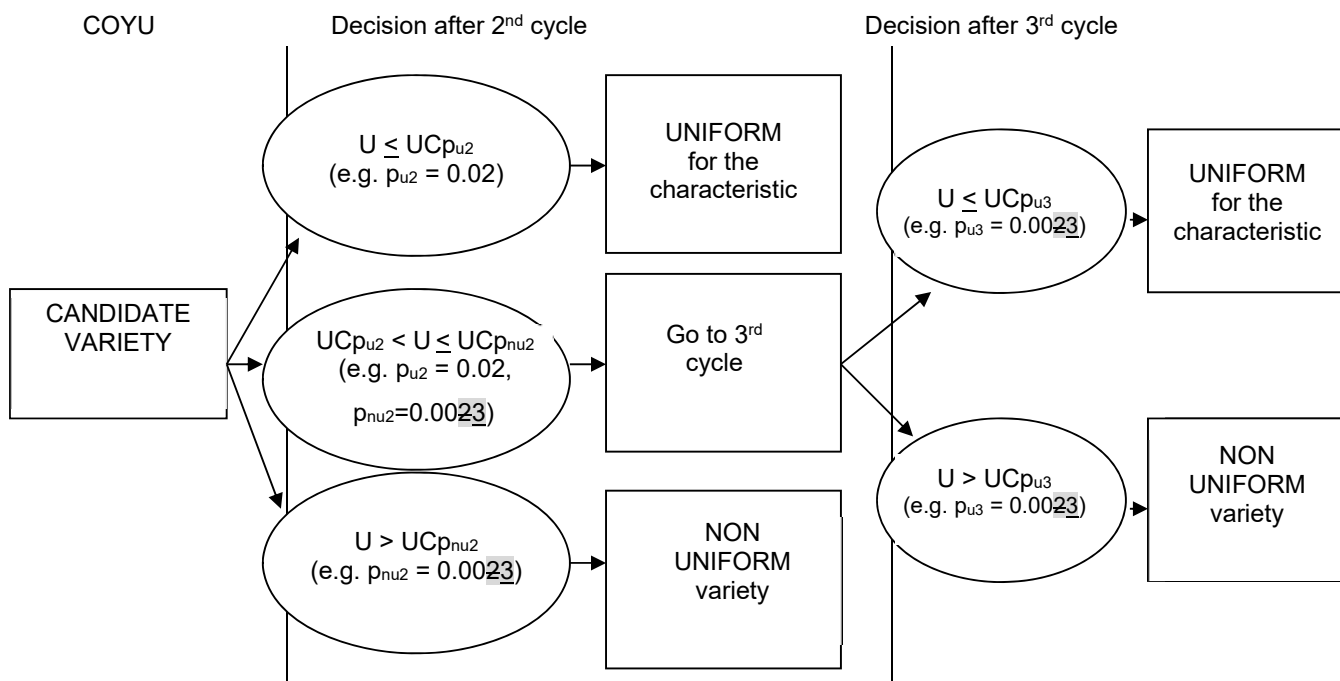 COYU
Decision after 2nd cycle
Decision after 3rd cycle
CANDIDATE
VARIETY
U ≤ UCpu2
(e.g. pu2 = 0.02)
UNIFORM
for the
characteristic
UCpu2 < U ≤ UCpnu2
(e.g. pu2 = 0.02,
pnu2=0.0023)
Go to 3rd
cycle
U > UCpnu2
(e.g. pnu2 = 0.0023)
NON
UNIFORM
variety
U ≤ UCpu3
(e.g. pu3 = 0.0023)
UNIFORM
for the
characteristic
U > UCpu3
(e.g. pu3 = 0.0023)
NON
UNIFORM
variety